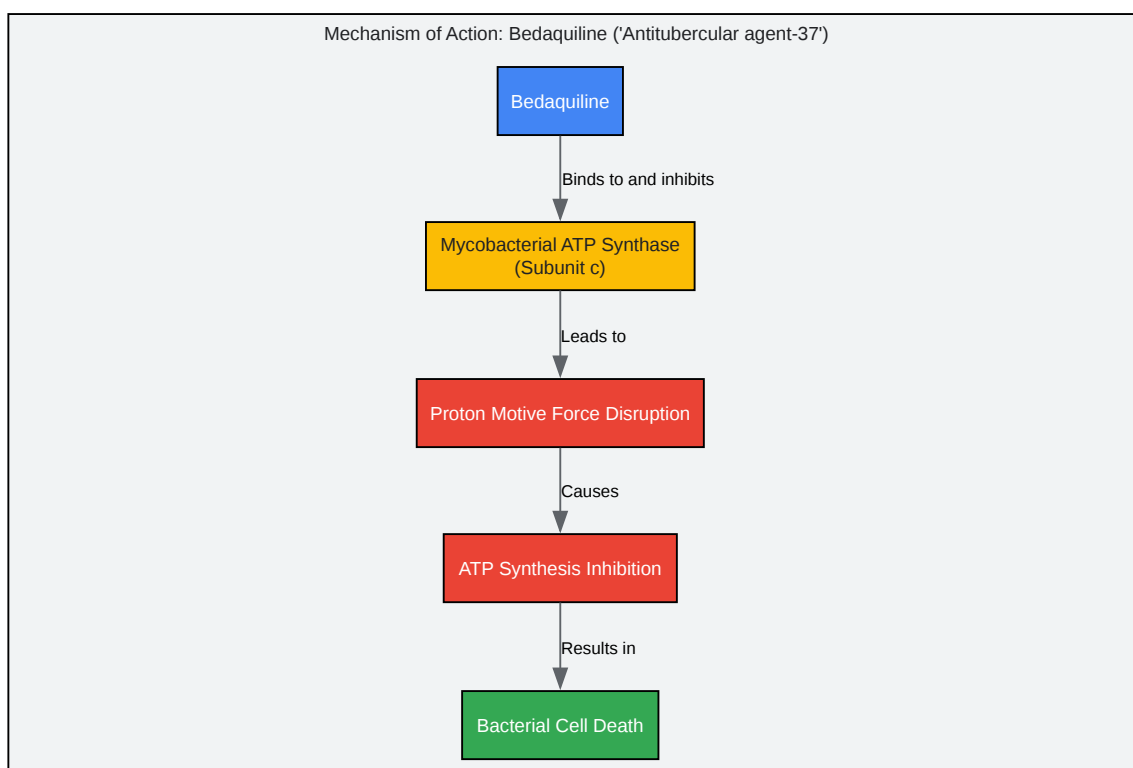 Mechanism of Action: Bedaquiline ('Antitubercular agent-37')
Bedaquiline
Binds to and inhibits
Mycobacterial ATP Synthase
(Subunit c)
Leads to
Proton Motive Force Disruption
Causes
ATP Synthesis Inhibition
Results in
Bacterial Cell Death